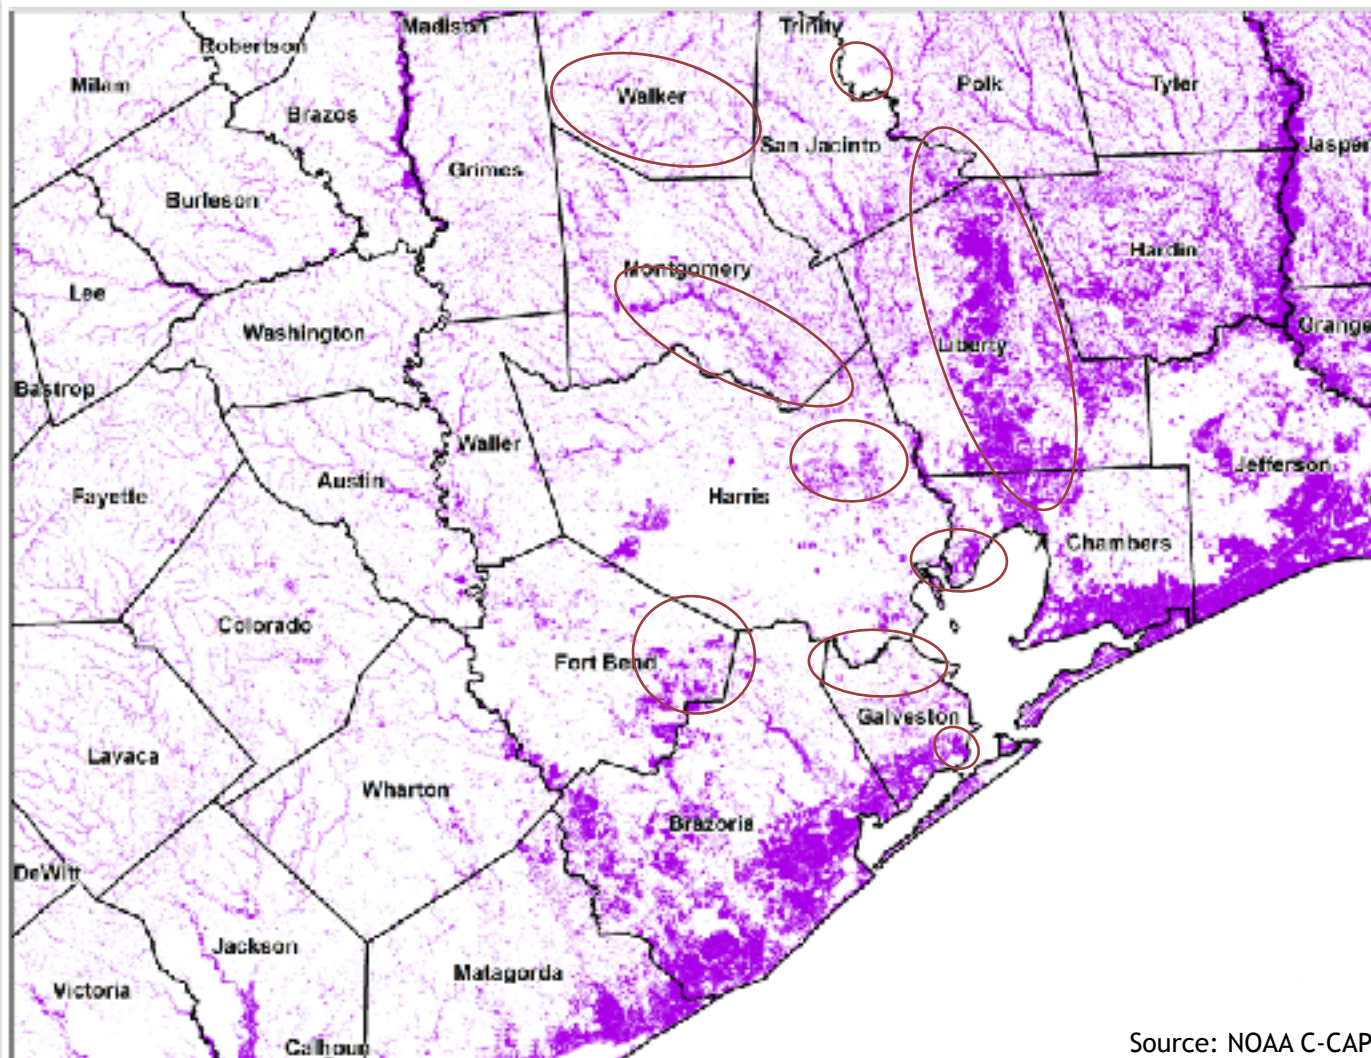 Madison
Trinity
Robertson
Milam
Walker
Polk
Tyler
Brazos
San Jacinto
Jasper
Grimes
Burleson
Hardin
Montgomery
Lee
Orange
Washington
Liberty
Bastrop
Waller
Jefferson
Austin
Fayette
Harris
Chambers
Colorado
Fort Bend
Galveston
Lavaca
Wharton
Brazoria
DeWitt
Jackson
Matagorda
Victoria
Calhoun
Source: NOAA C-CAP